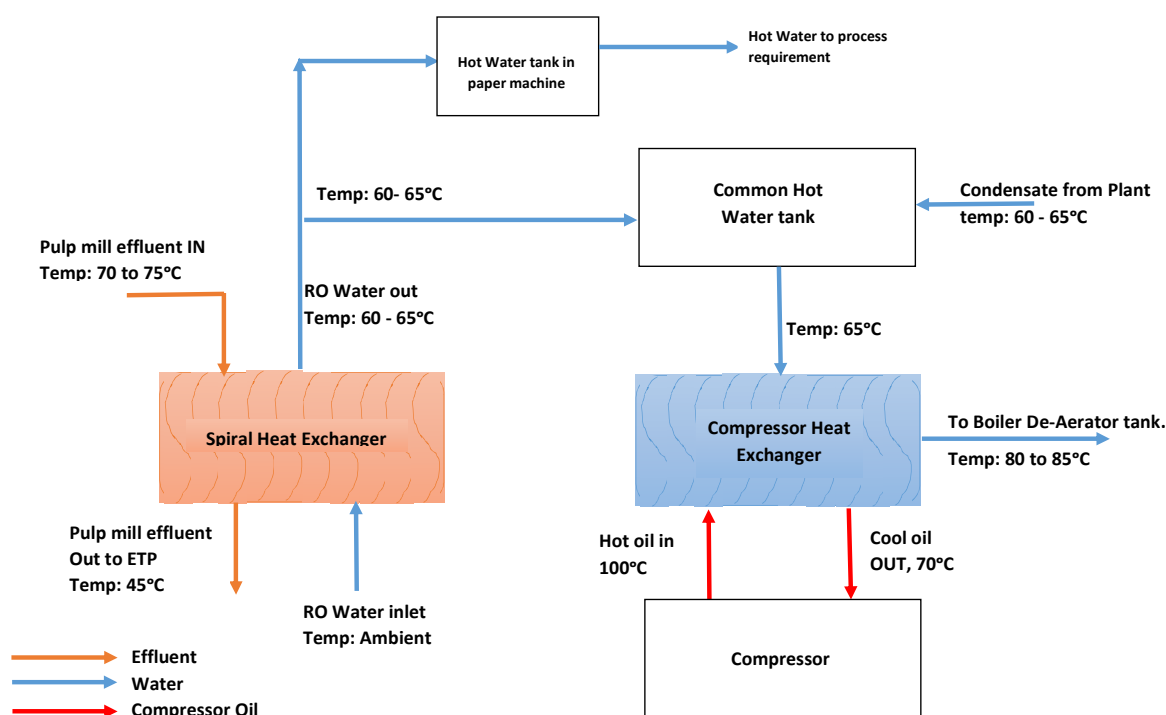 Hot Water tank in
paper machine
Hot Water to process
requirement
Temp: 60- 65°C
Common Hot
Water tank
Condensate from Plant
temp: 60 - 65°C
Pulp mill effluent IN
Temp: 70 to 75°C
RO Water out
Temp: 60 - 65°C
Temp: 65°C
Spiral Heat Exchanger
Compressor Heat
Exchanger
To Boiler De-Aerator tank.
Temp: 80 to 85°C
Pulp mill effluent
Out to ETP
Temp: 45°C
RO Water inlet
Temp: Ambient
Hot oil in
100°C
Cool oil
OUT, 70°C
Compressor
Effluent
Water
Compressor Oil